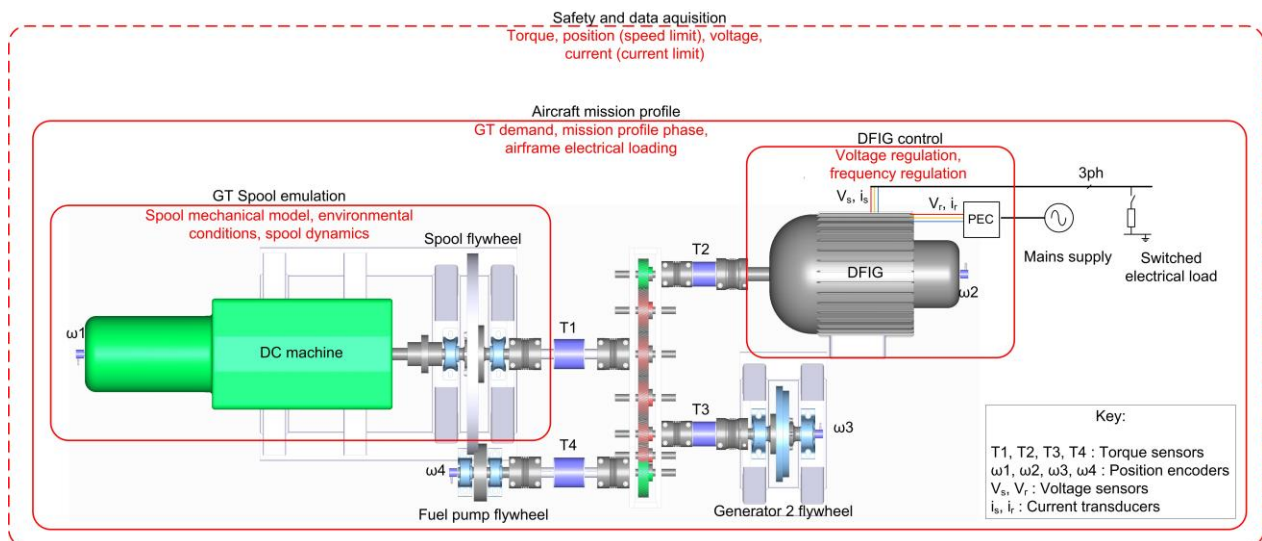 Safety and data aquisition
Torque, position (speed limit), voltage,
current (current limit)
Aircraft mission profile
GT demand, mission profile phase,
airframe electrical loading
DFIG control
Voltage regulation,
frequency regulation
3ph
Vs, is
Vr, ir
PEC
Mains supply
Switched
electrical load
GT Spool emulation
Spool mechanical model, environmental
conditions, spool dynamics
Spool flywheel
T2
DFIG
ω2
ω1
DC machine
T1
T3
ω3
T4
ω4
Fuel pump flywheel
Generator 2 flywheel
Key:
T1, T2, T3, T4 : Torque sensors
ω1, ω2, ω3, ω4 : Position encoders
Vs, Vr : Voltage sensors
is, ir : Current transducers